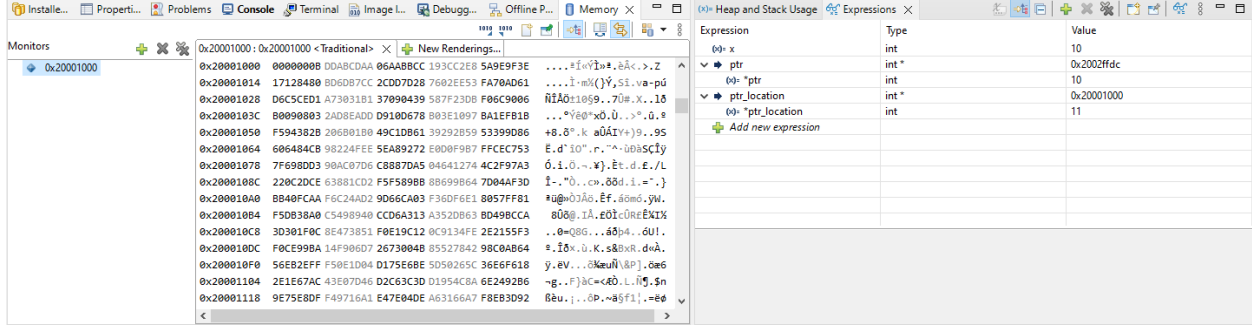 Installe... Properti... Problems Console Terminal Image I... Debugg... Offline P... Memory
Monitors
0x20001000
0x20001000 : 0x20001000 <Traditional> New Renderings...
0x20001000 0000000B DDABCDAA 06AABBCC 193CC2E8 5A9E9F3E
0x20001014 17128480 BD6DB7CC 2CDD7D28 7602EE53 FA70AD61
0x20001028 D6C5CED1 A73031B1 37090439 587F23DB F06C9006
0x2000103C B0090803 2AD8EADD D910D678 B03E1097 BA1EFB1B
0x20001050 F594382B 206B01B0 49C1DB61 39292B59 53399D86
0x20001064 606484CB 98224FEE 5EA89272 E0D0F9B7 FFCEC753
0x20001078 7F698DD3 90AC07D6 C8887DA5 04641274 4C2F97A3
0x2000108C 220C2DCE 63881CD2 F5F589BB 8B699B64 7D04AF3D
0x200010A0 BB40FCAA F6C24AD2 9D66CA03 F36DF6E1 8057FF81
0x200010B4 F5DB38A0 C5498940 CCD6A313 A352DB63 BD49BCCA
0x200010C8 3D301F0C 8E473851 F0E19C12 0C9134FE 2E2155F3
0x200010DC F0CE99BA 14F906D7 2673004B 85527842 98C0AB64
0x200010F0 56EB2EFF F50E1D04 D175E6BE 5D50265C 36E6F618
0x20001104 2E1E67AC 43E07D46 D2C63C3D D1954C8A 6E2492B6
0x20001118 9E75E8DF F49716A1 E47E04DE A63166A7 F8EB3D92
Heap and Stack Usage Expressions
Expression Type Value
x int 10
ptr int * 0x2002ffdc
*ptr int 10
ptr_location int * 0x20001000
*ptr_location int 11
Add new expression